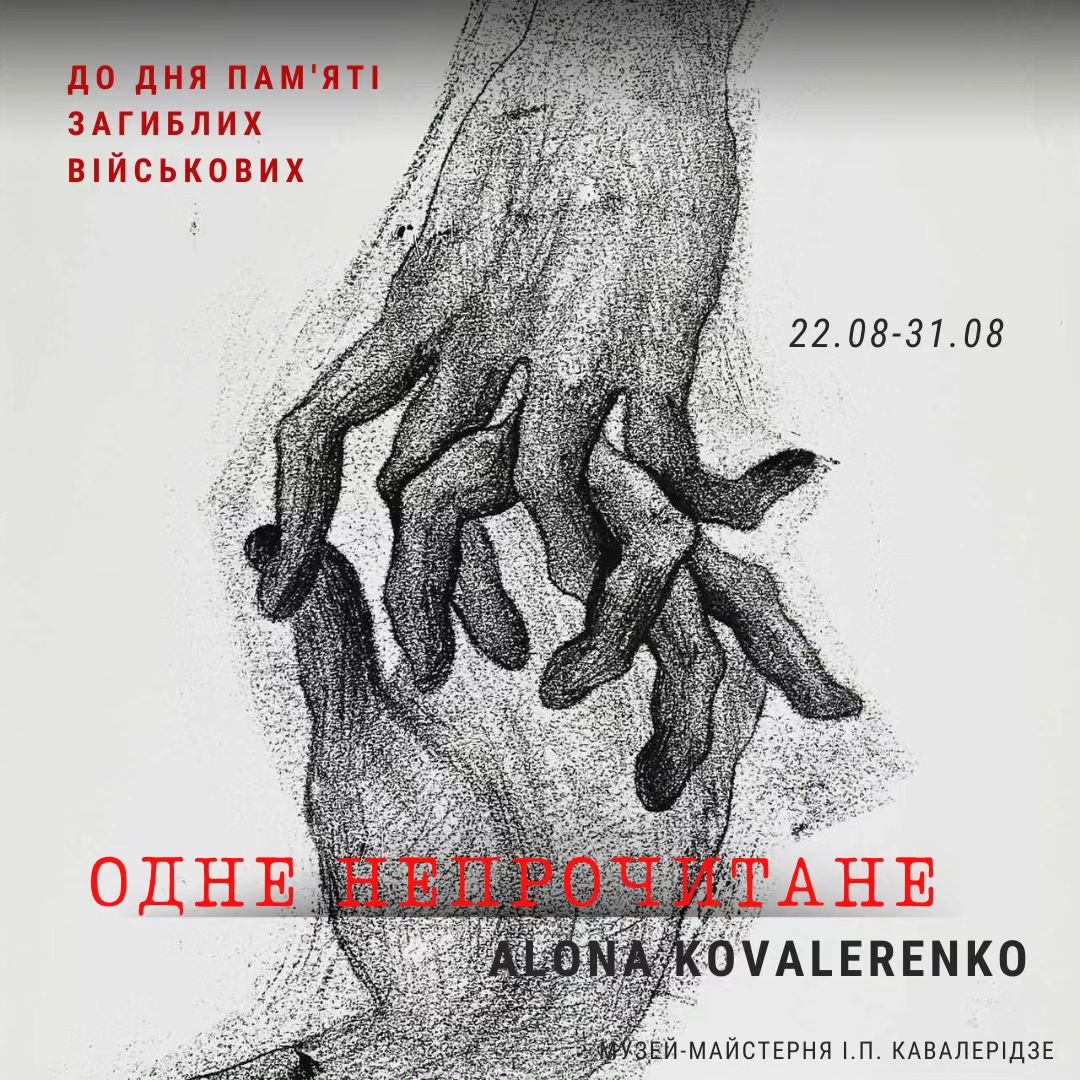 ДО ДНЯ ПАМ'ЯТІ
ЗАГИБЛИХ
ВІЙСЬКОВИХ
22.08-31.08
ОДНЕ НЕПРОЧИТАНЕ
ALONA KOVALERENKO
МУЗЕЙ-МАЙСТЕРНЯ І.П. КАВАЛЕРІДЗЕ